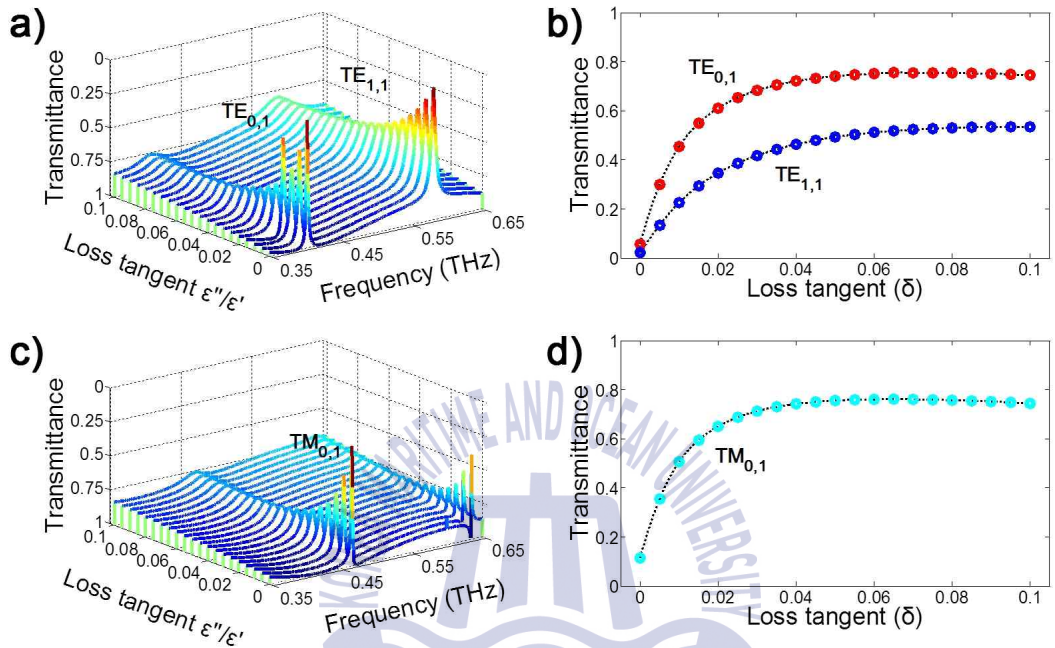 a)
Transmittance
0
0.25
0.5
0.75
1
TE0,1
TE1,1
0.1
0.08
0.06
0.04
0.02
0
Loss tangent ε''/ε'
0.35
0.45
0.55
0.65
Frequency (THz)
b)
Transmittance
1
0.8
0.6
0.4
0.2
0
TE0,1
TE1,1
0
0.02
0.04
0.06
0.08
0.1
Loss tangent (δ)
c)
Transmittance
0
0.25
0.5
0.75
1
TM0,1
0.1
0.08
0.06
0.04
0.02
0
Loss tangent ε''/ε'
0.35
0.45
0.55
0.65
Frequency (THz)
d)
Transmittance
1
0.8
0.6
0.4
0.2
0
TM0,1
0
0.02
0.04
0.06
0.08
0.1
Loss tangent (δ)
AND OCEAN UNIVERSITY